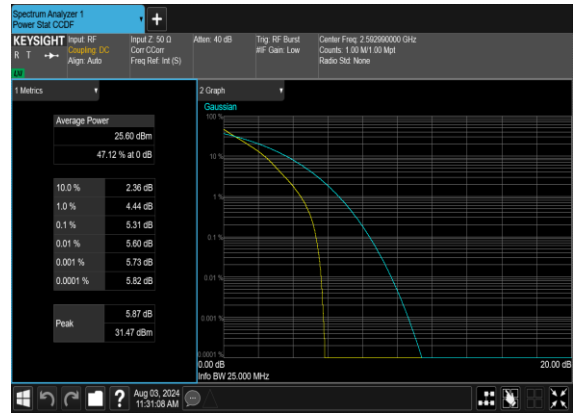 Spectrum Analyzer 1
Power Stat CCDF
KEYSIGHT
R T
LW
Input: RF
Coupling: DC
Align: Auto
Input Z: 50 Ω
Corr CCorr
Freq Ref: Int (S)
Atten: 40 dB
Trig: RF Burst
#IF Gain: Low
Center Freq: 2.592990000 GHz
Counts: 1.00 M/1.00 Mpt
Radio Std: None
1 Metrics
Average Power
25.60 dBm
47.12 % at 0 dB
10.0 % 2.36 dB
1.0 % 4.44 dB
0.1 % 5.31 dB
0.01 % 5.60 dB
0.001 % 5.73 dB
0.0001 % 5.82 dB
Peak
5.87 dB
31.47 dBm
2 Graph
Gaussian
100 %
10 %
1 %
0.1 %
0.01 %
0.001 %
0.0001 %
0.00 dB
20.00 dB
Info BW 25.000 MHz
?
Aug 03, 2024
11:31:08 AM